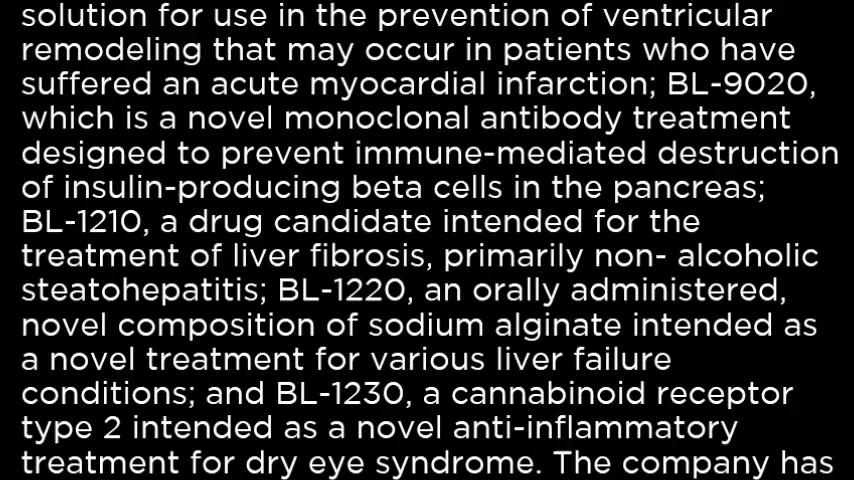 solution for use in the prevention of ventricular
remodeling that may occur in patients who have
suffered an acute myocardial infarction; BL-9020,
which is a novel monoclonal antibody treatment
designed to prevent immune-mediated destruction
of insulin-producing beta cells in the pancreas;
BL-1210, a drug candidate intended for the
treatment of liver fibrosis, primarily non- alcoholic
steatohepatitis; BL-1220, an orally administered,
novel composition of sodium alginate intended as
a novel treatment for various liver failure
conditions; and BL-1230, a cannabinoid receptor
type 2 intended as a novel anti-inflammatory
treatment for dry eye syndrome. The company has